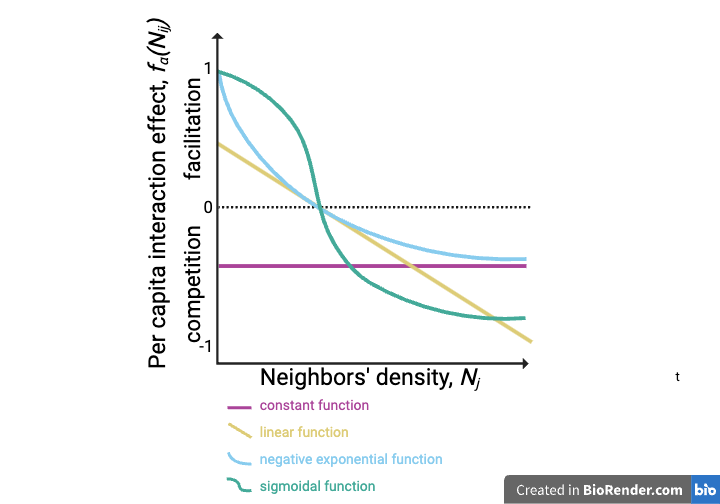 Per capita interaction effect, fa(Nij)
facilitation
competition
1
0
-1
Neighbors' density, Nj
t
constant function
linear function
negative exponential function
sigmoidal function
Created in BioRender.com bio